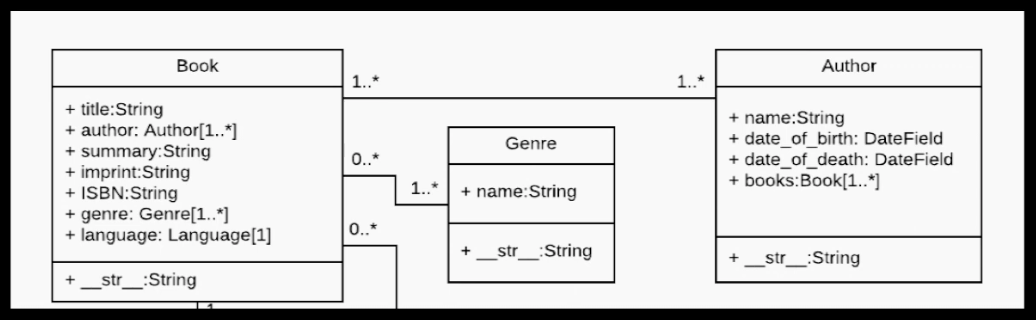 Book
+ title:String
+ author: Author[1..*]
+ summary:String
+ imprint:String
+ ISBN:String
+ genre: Genre[1..*]
+ language: Language[1]
+ __str__:String
1..*
1..*
0..*
1..*
0..*
Genre
+ name:String
+ __str__:String
Author
+ name:String
+ date_of_birth: DateField
+ date_of_death: DateField
+ books:Book[1..*]
+ __str__:String